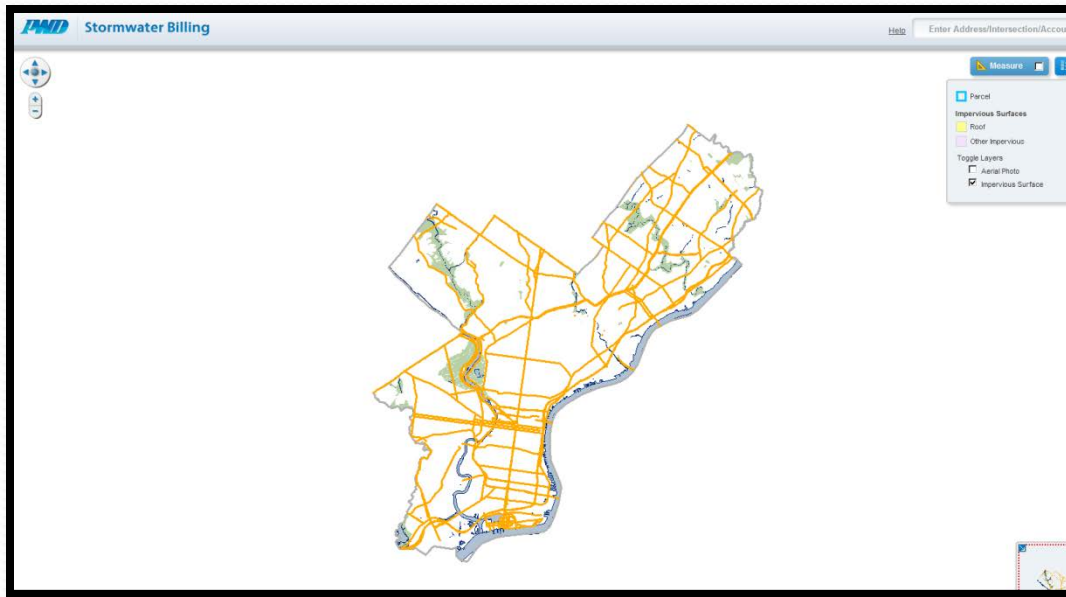 PWD Stormwater Billing
Help Enter Address/Intersection/Accou
Measure
Parcel
Impervious Surfaces
Roof
Other Impervious
Toggle Layers
Aerial Photo
Impervious Surface